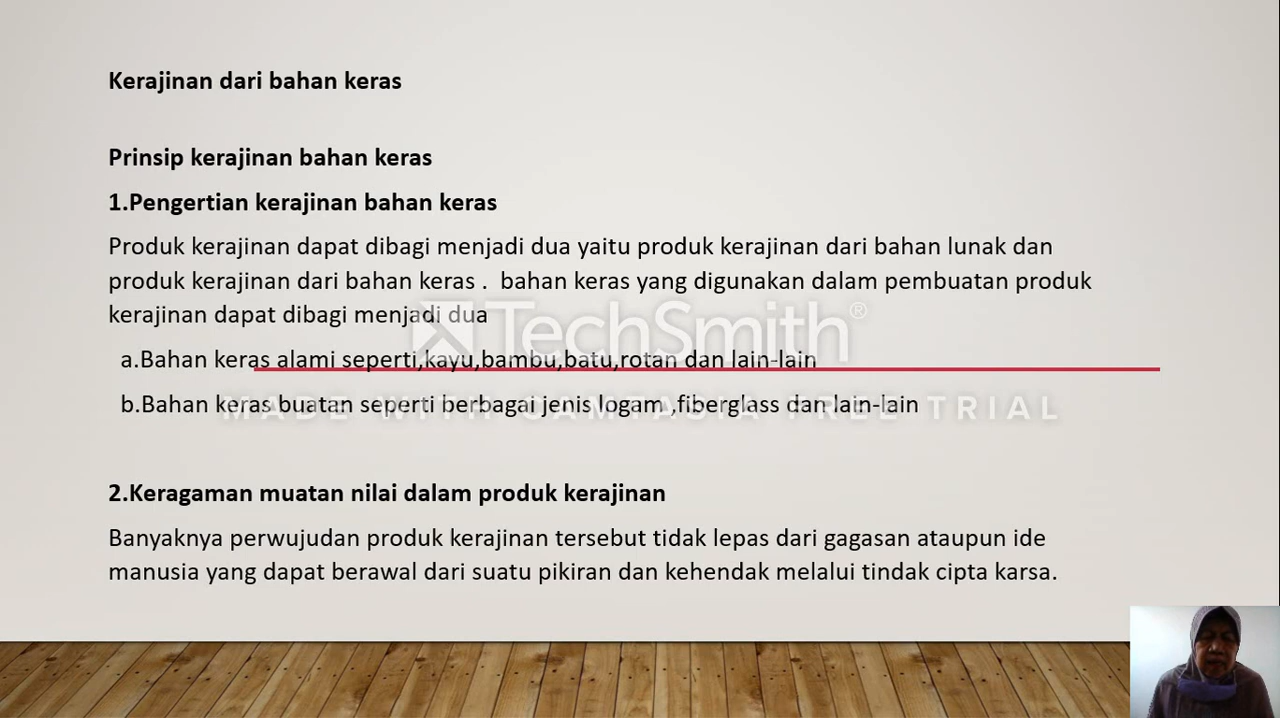 Kerajinan dari bahan keras
Prinsip kerajinan bahan keras
1.Pengertian kerajinan bahan keras
Produk kerajinan dapat dibagi menjadi dua yaitu produk kerajinan dari bahan lunak dan
produk kerajinan dari bahan keras .  bahan keras yang digunakan dalam pembuatan produk
kerajinan dapat dibagi menjadi dua
TechSmith®
a.Bahan keras alami seperti,kayu,bambu,batu,rotan dan lain-lain
b.Bahan keras buatan seperti berbagai jenis logam ,fiberglass dan lain-lain
MADE WITH CAMTASIA FREE TRIAL
2.Keragaman muatan nilai dalam produk kerajinan
Banyaknya perwujudan produk kerajinan tersebut tidak lepas dari gagasan ataupun ide
manusia yang dapat berawal dari suatu pikiran dan kehendak melalui tindak cipta karsa.